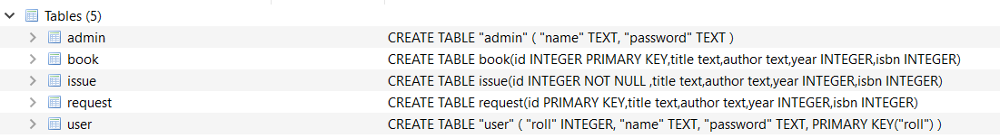 Tables (5)
admin CREATE TABLE "admin" ( "name" TEXT, "password" TEXT )
book CREATE TABLE book(id INTEGER PRIMARY KEY,title text,author text,year INTEGER,isbn INTEGER)
issue CREATE TABLE issue(id INTEGER NOT NULL ,title text,author text,year INTEGER,isbn INTEGER)
request CREATE TABLE request(id PRIMARY KEY,title text,author text,year INTEGER,isbn INTEGER)
user CREATE TABLE "user" ( "roll" INTEGER, "name" TEXT, "password" TEXT, PRIMARY KEY("roll") )